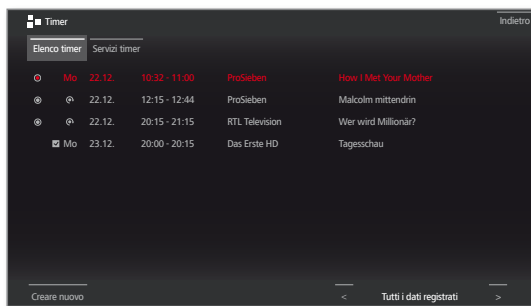 Timer Indietro
Elenco timer Servizi timer
Mo 22.12. 10:32 - 11:00 ProSieben How I Met Your Mother
22.12. 12:15 - 12:44 ProSieben Malcolm mittendrin
22.12. 20:15 - 21:15 RTL Television Wer wird Millionär?
Mo 23.12. 20:00 - 20:15 Das Erste HD Tagesschau
Creare nuovo < Tutti i dati registrati >